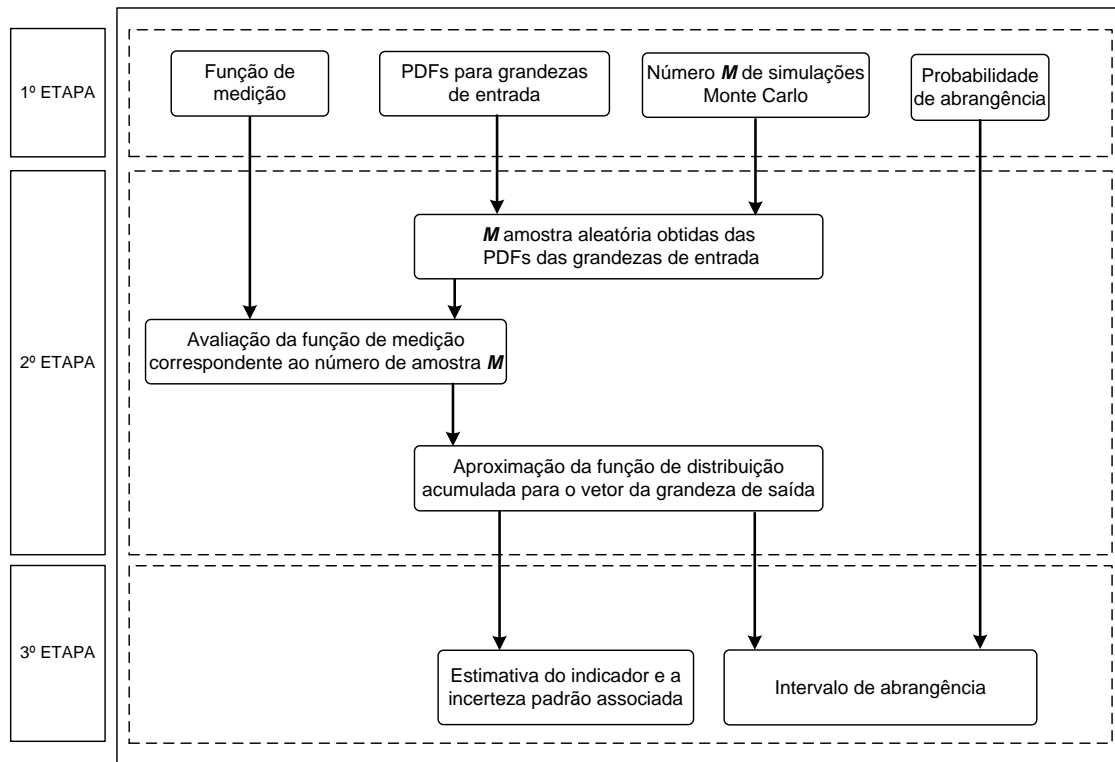 1º ETAPA
Função de
medição
PDFs para grandezas
de entrada
Número M de simulações
Monte Carlo
Probabilidade
de abrangência
2º ETAPA
M amostra aleatória obtidas das
PDFs das grandezas de entrada
Avaliação da função de medição
correspondente ao número de amostra M
Aproximação da função de distribuição
acumulada para o vetor da grandeza de saída
3º ETAPA
Estimativa do indicador e a
incerteza padrão associada
Intervalo de abrangência